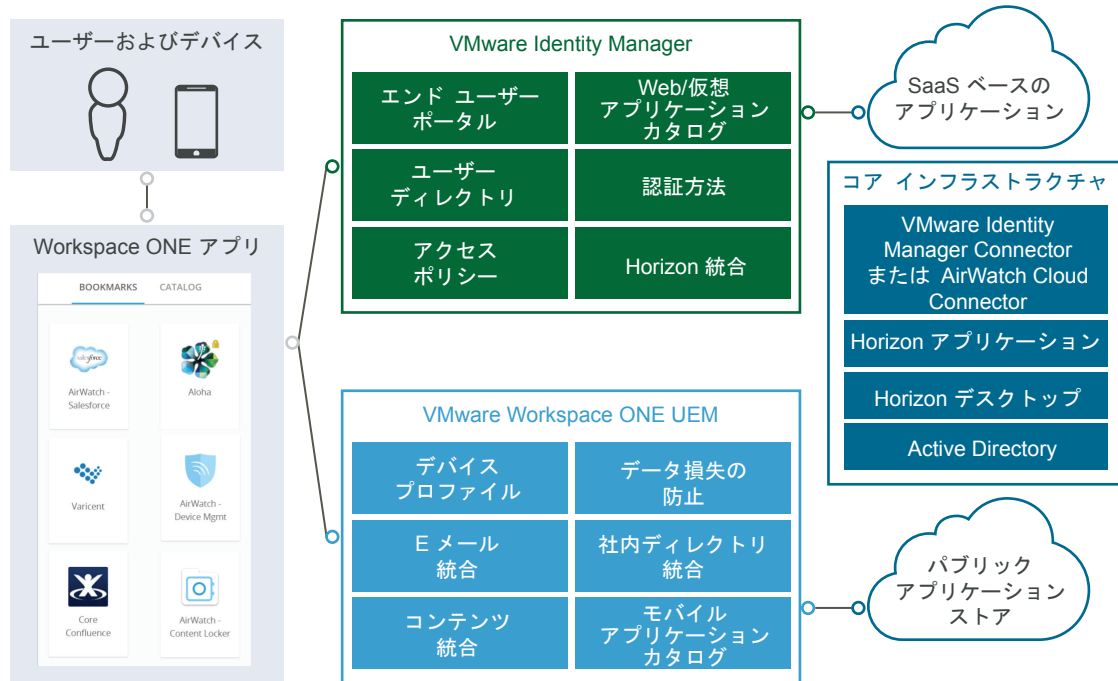 ユーザーおよびデバイス
Workspace ONE アプリ
BOOKMARKS
CATALOG
salesforce
AirWatch -
Salesforce
Aloha
Varicent
AirWatch -
Device Mgmt
Core
Confluence
AirWatch -
Content Locker
VMware Identity Manager
エンド ユーザー
ポータル
Web/仮想
アプリケーション
カタログ
ユーザー
ディレクトリ
認証方法
アクセス
ポリシー
Horizon 統合
VMware Workspace ONE UEM
デバイス
プロファイル
データ損失の
防止
E メール
統合
社内ディレクトリ
統合
コンテンツ
統合
モバイル
アプリケーション
カタログ
SaaS ベースの
アプリケーション
コア インフラストラクチャ
VMware Identity
Manager Connector
または AirWatch Cloud
Connector
Horizon アプリケーション
Horizon デスクトップ
Active Directory
パブリック
アプリケーション
ストア